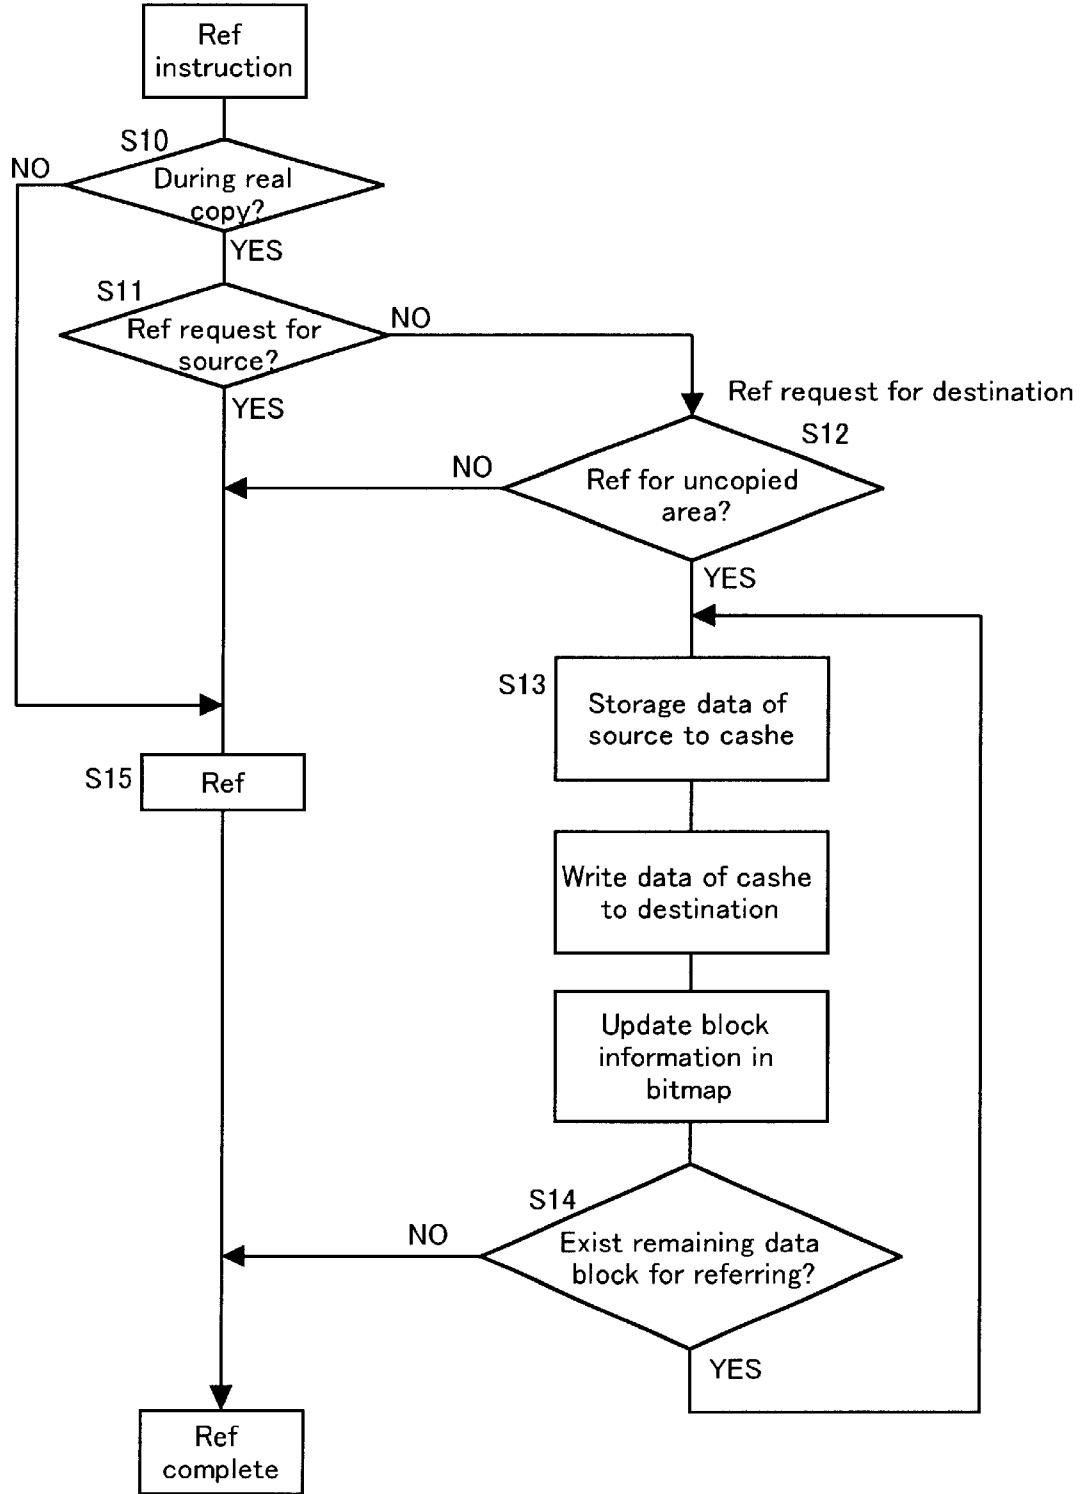 Ref
instruction
S10
NO
During real
copy?
YES
S11
Ref request for
source?
NO
YES
Ref request for destination
S12
NO
Ref for uncopied
area?
YES
S13
Storage data of
source to cashe
S15
Ref
Write data of cashe
to destination
Update block
information in
bitmap
S14
NO
Exist remaining data
block for referring?
YES
Ref
complete